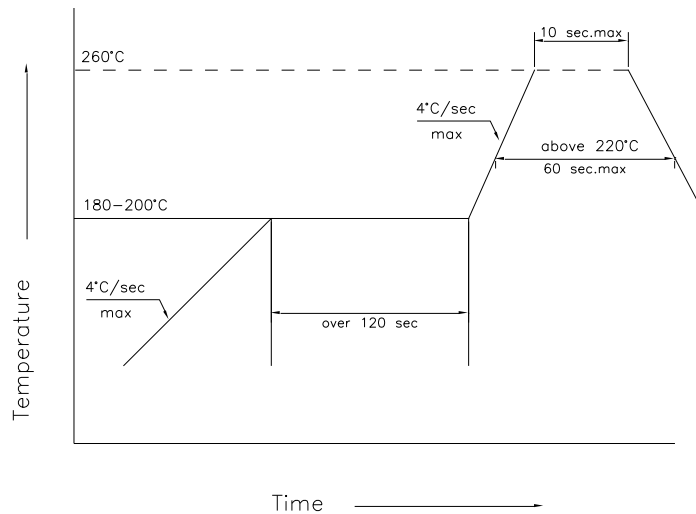 10 sec.max
260°C
4°C/sec
max
above 220°C
60 sec.max
180-200°C
4°C/sec
max
over 120 sec
Temperature
Time